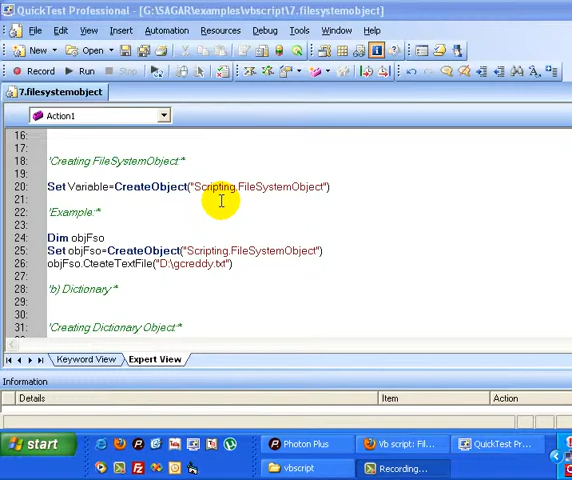 QuickTest Professional - [G:\SAGAR\examples\vbscript\7.filesystemobject]
File Edit View Insert Automation Resources Debug Tools Window Help
New Open
Record Run
7.filesystemobject
Action1
16:
17:
18: 'Creating FileSystemObject:*
19:
20: Set Variable=CreateObject("Scripting.FileSystemObject")
21:
22: 'Example:*
23:
24: Dim objFso
25: Set objFso=CreateObject("Scripting.FileSystemObject")
26: objFso.CteateTextFile("D:\gcreddy.txt")
27:
28: 'b) Dictionary:*
29:
30:
31: 'Creating Dictionary Object:*
Keyword View Expert View
Information
Details Item Action
start Photon Plus Vb script: Fil... QuickTest Pro...
vbscript Recording...